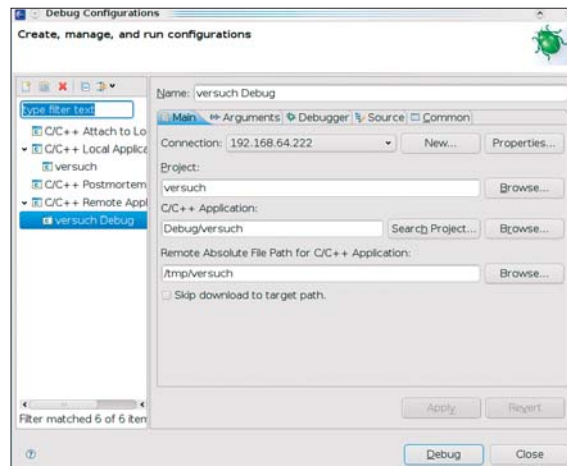 Debug Configurations
Create, manage, and run configurations
type filter text
C/C++ Attach to Lo
C/C++ Local Applica
versuch
C/C++ Postmortem
C/C++ Remote Appl
versuch Debug
Filter matched 6 of 6 item
Name: versuch Debug
Main Arguments Debugger Source Common
Connection: 192.168.64.222 New... Properties...
Project:
versuch Browse...
C/C++ Application:
Debug/versuch Search Project... Browse...
Remote Absolute File Path for C/C++ Application:
/tmp/versuch Browse...
Skip download to target path.
Apply Revert
Debug Close